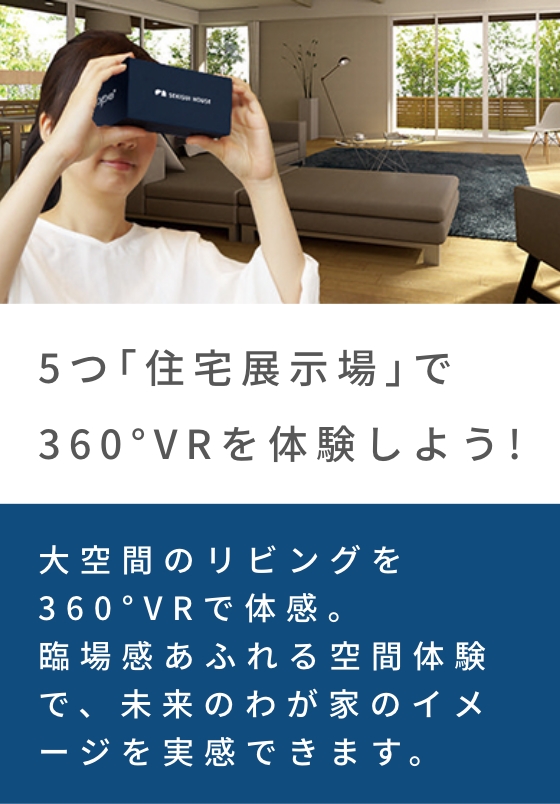 ope
SEKISUI HOUSE
5つ「住宅展示場」で
360°VRを体験しよう!
大空間のリビングを
360°VRで体感。
臨場感あふれる空間体験
で、未来のわが家のイメ
ージを実感できます。